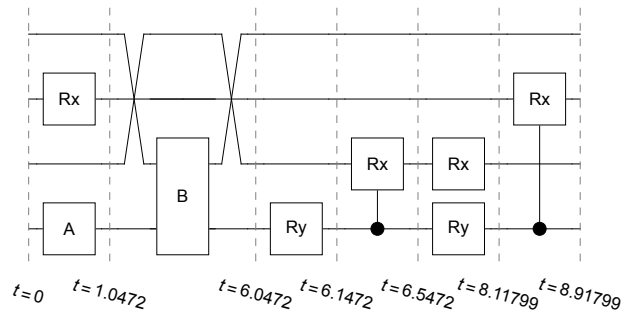 Rx Rx
B Rx Rx
A Ry Ry
t=0 t=1.0472 t=6.0472 t=6.1472 t=6.5472 t=8.11799 t=8.91799